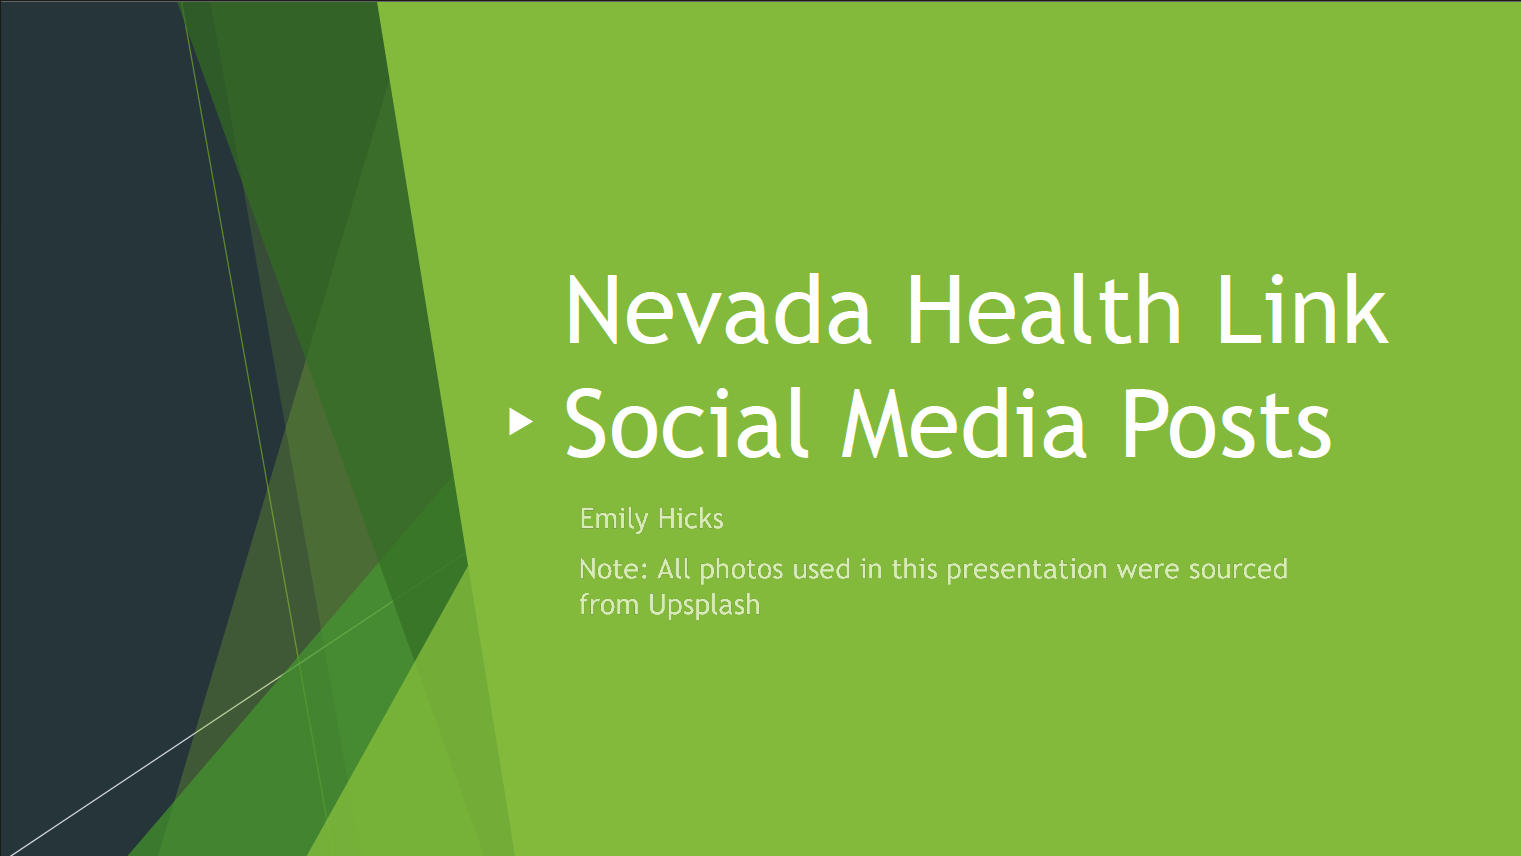 Nevada Health Link
Social Media Posts
Emily Hicks
Note: All photos used in this presentation were sourced
from Upsplash